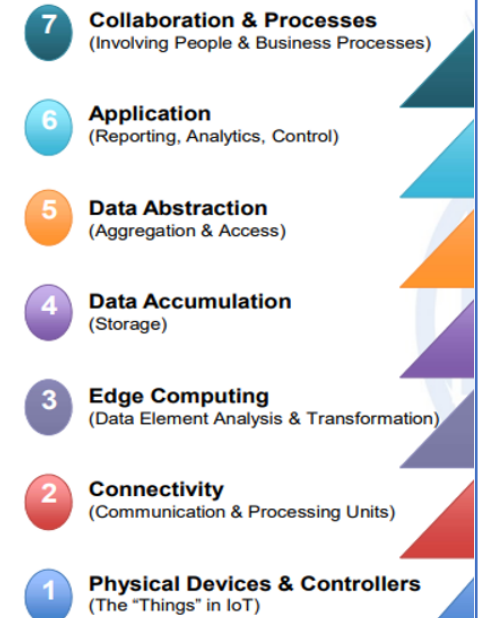 7
Collaboration & Processes
(Involving People & Business Processes)
6
Application
(Reporting, Analytics, Control)
5
Data Abstraction
(Aggregation & Access)
4
Data Accumulation
(Storage)
3
Edge Computing
(Data Element Analysis & Transformation)
2
Connectivity
(Communication & Processing Units)
1
Physical Devices & Controllers
(The “Things” in IoT)